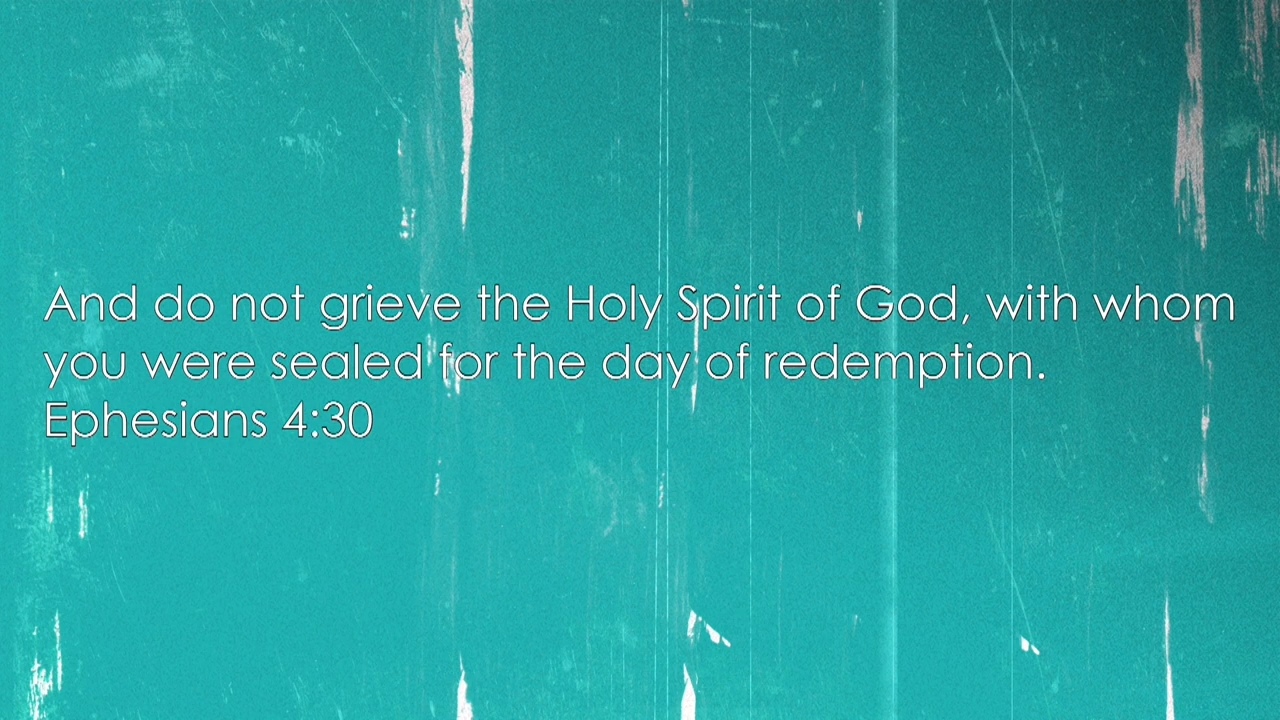 And do not grieve the Holy Spirit of God, with whom
you were sealed for the day of redemption.
Ephesians 4:30